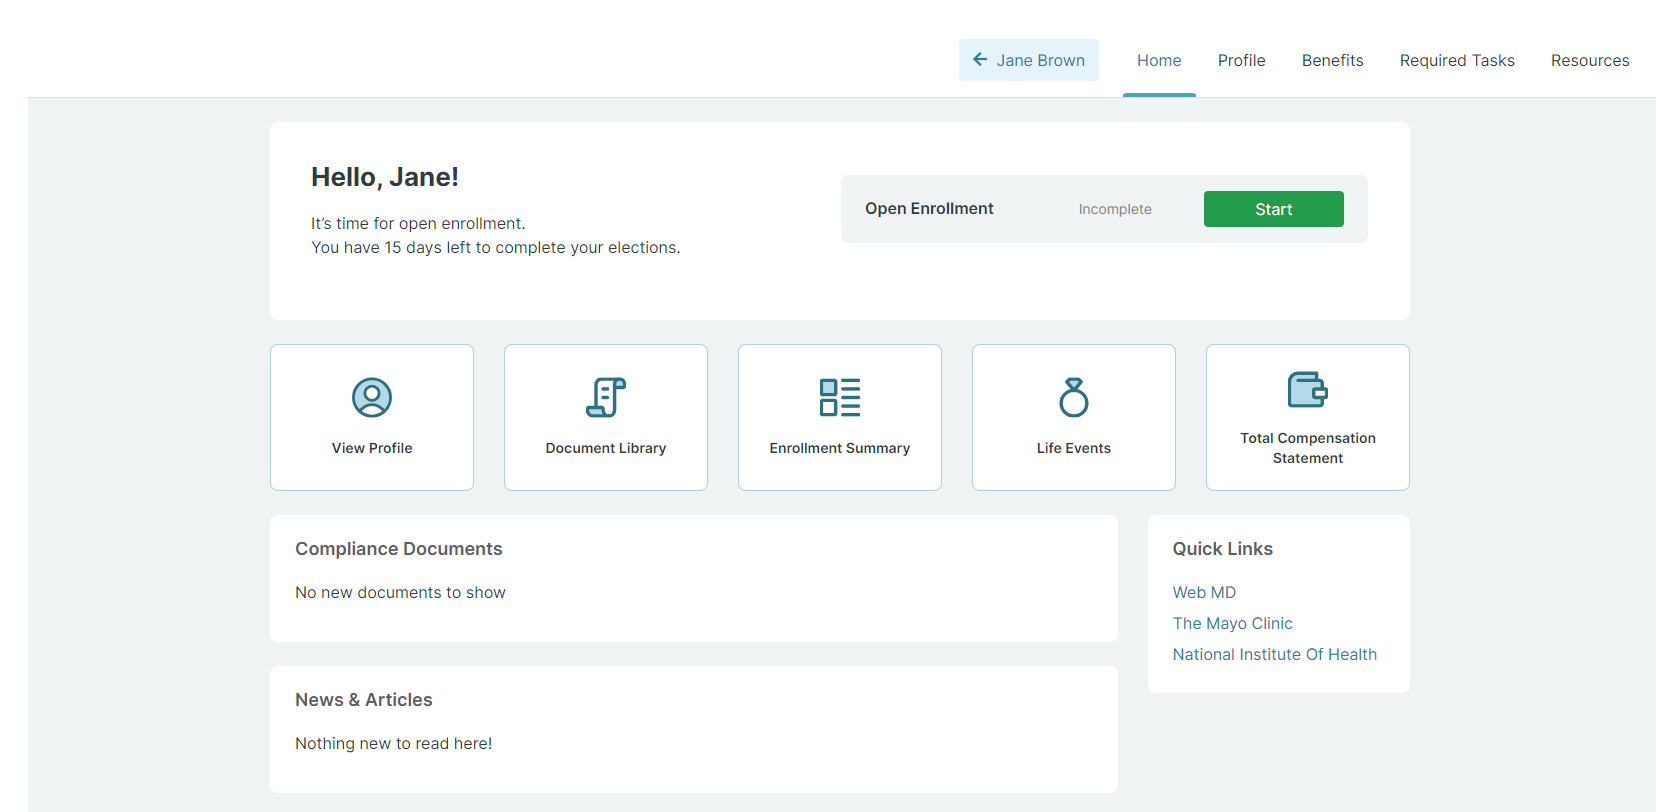 Jane Brown
Home
Profile
Benefits
Required Tasks
Resources
Hello, Jane!
It’s time for open enrollment.
You have 15 days left to complete your elections.
Open Enrollment
Incomplete
Start
View Profile
Document Library
Enrollment Summary
Life Events
Total Compensation
Statement
Compliance Documents
No new documents to show
Quick Links
Web MD
The Mayo Clinic
National Institute Of Health
News & Articles
Nothing new to read here!